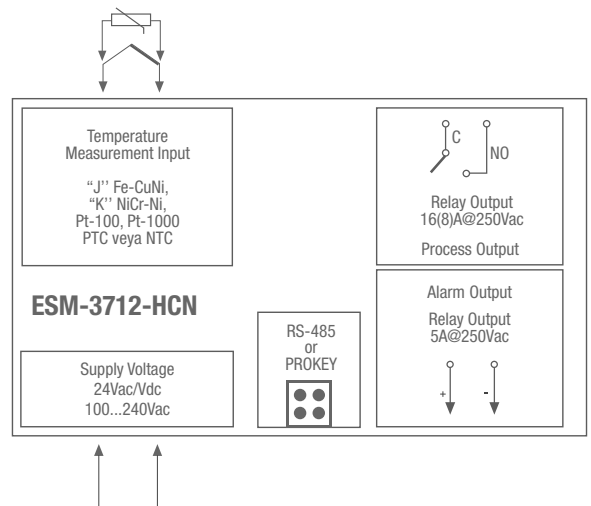 Temperature
Measurement Input
“J’’ Fe-CuNi,
“K’’ NiCr-Ni,
Pt-100, Pt-1000
PTC veya NTC
ESM-3712-HCN
Supply Voltage
24Vac/Vdc
100...240Vac
RS-485
or
PROKEY
C
NO
Relay Output
16(8)A@250Vac
Process Output
Alarm Output
Relay Output
5A@250Vac
+ -